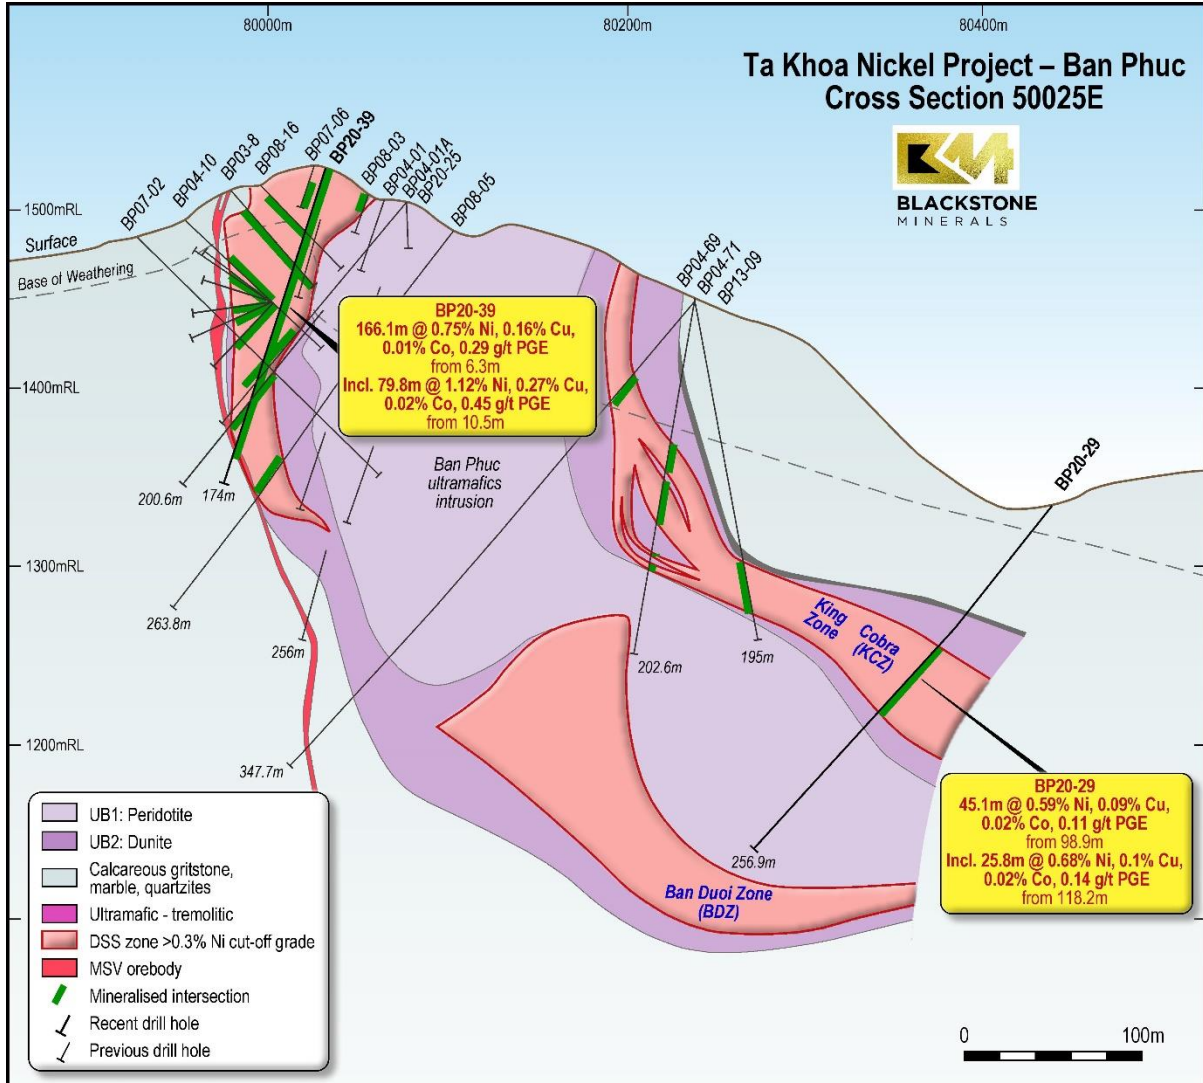 80000m
80200m
80400m
Ta Khoa Nickel Project – Ban Phuc
Cross Section 50025E
BLACKSTONE
MINERALS
BP07-02
BP04-10
BP03-8
BP08-16
BP07-06
BP20-39
BP08-03
BP04-01
BP04-01A
BP20-25
BP08-05
BP04-69
BP04-71
BP13-09
BP20-29
1500mRL
Surface
Base of Weathering
1400mRL
1300mRL
1200mRL
BP20-39
166.1m @ 0.75% Ni, 0.16% Cu,
0.01% Co, 0.29 g/t PGE
from 6.3m
Incl. 79.8m @ 1.12% Ni, 0.27% Cu,
0.02% Co, 0.45 g/t PGE
from 10.5m
Ban Phuc
ultramafics
intrusion
200.6m
174m
263.8m
256m
347.7m
202.6m
195m
256.9m
King Cobra
Zone (KCZ)
Ban Duoi Zone
(BDZ)
BP20-29
45.1m @ 0.59% Ni, 0.09% Cu,
0.02% Co, 0.11 g/t PGE
from 98.9m
Incl. 25.8m @ 0.68% Ni, 0.1% Cu,
0.02% Co, 0.14 g/t PGE
from 118.2m
UB1: Peridotite
UB2: Dunite
Calcareous gritstone,
marble, quartzites
Ultramafic - tremolitic
DSS zone >0.3% Ni cut-off grade
MSV orebody
Mineralised intersection
Recent drill hole
Previous drill hole
0
100m